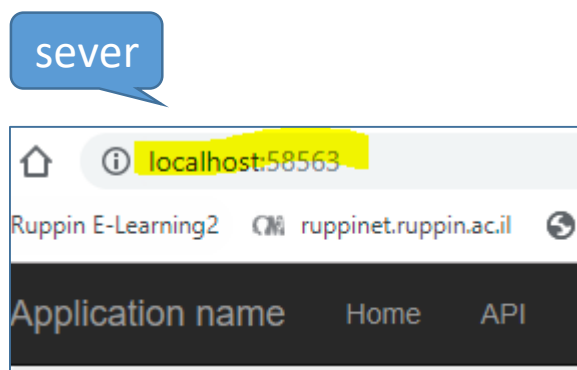 sever
localhost:58563
Ruppin E-Learning2 ruppinet.ruppin.ac.il
Application name Home API